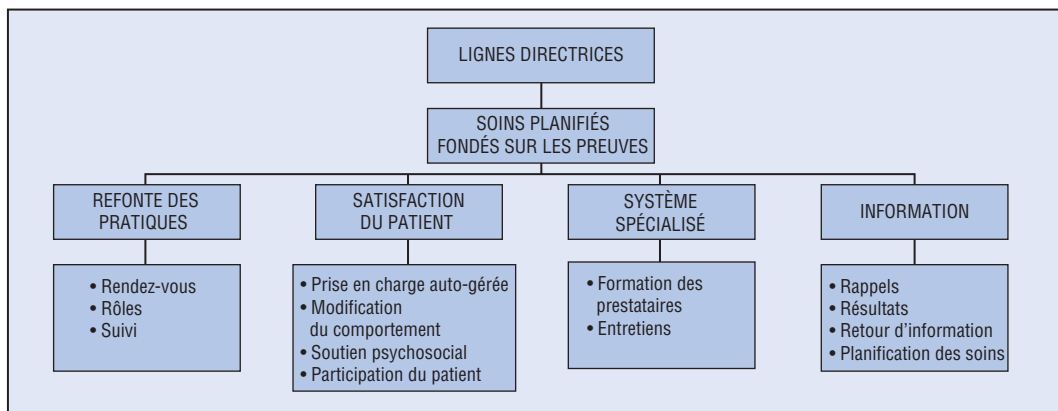 LIGNES DIRECTRICES
SOINS PLANIFIÉS
FONDÉS SUR LES PREUVES
REFONTE DES
PRATIQUES
• Rendez-vous
• Rôles
• Suivi
SATISFACTION
DU PATIENT
• Prise en charge auto-gérée
• Modification
du comportement
• Soutien psychosocial
• Participation du patient
SYSTÈME
SPÉCIALISÉ
• Formation des
prestataires
• Entretiens
INFORMATION
• Rappels
• Résultats
• Retour d’information
• Planification des soins